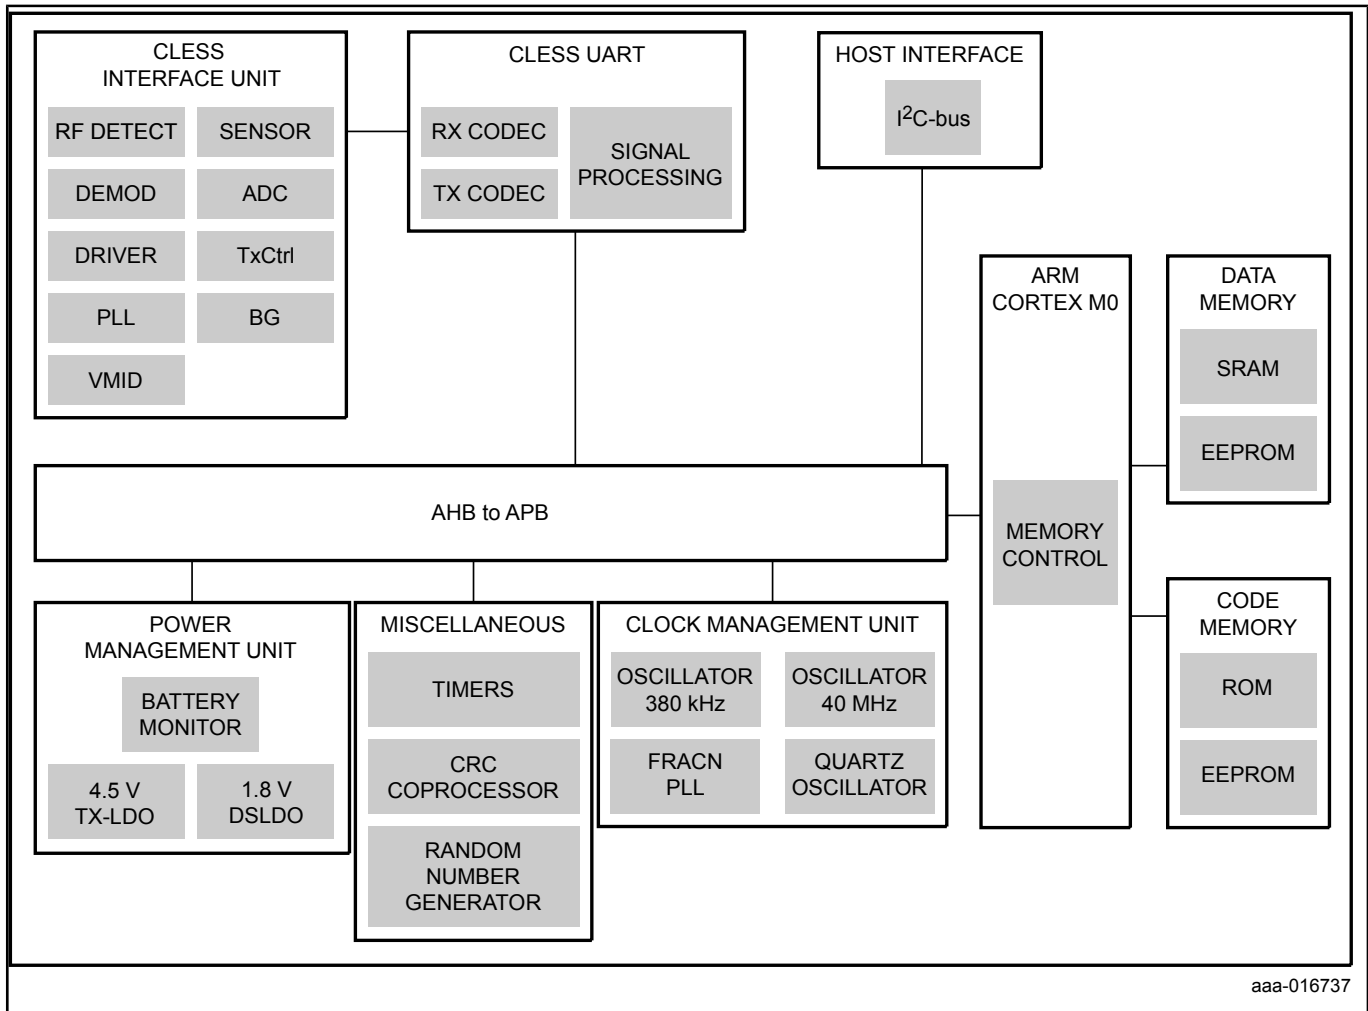 CLESS
INTERFACE UNIT
RF DETECT
SENSOR
DEMOD
ADC
DRIVER
TxCtrl
PLL
BG
VMID
CLESS UART
RX CODEC
TX CODEC
SIGNAL
PROCESSING
HOST INTERFACE
I²C-bus
ARM
CORTEX M0
MEMORY
CONTROL
DATA
MEMORY
SRAM
EEPROM
AHB to APB
CODE
MEMORY
ROM
EEPROM
POWER
MANAGEMENT UNIT
BATTERY
MONITOR
4.5 V
TX-LDO
1.8 V
DSLDO
MISCELLANEOUS
TIMERS
CRC
COPROCESSOR
RANDOM
NUMBER
GENERATOR
CLOCK MANAGEMENT UNIT
OSCILLATOR
380 kHz
OSCILLATOR
40 MHz
FRACN
PLL
QUARTZ
OSCILLATOR
aaa-016737